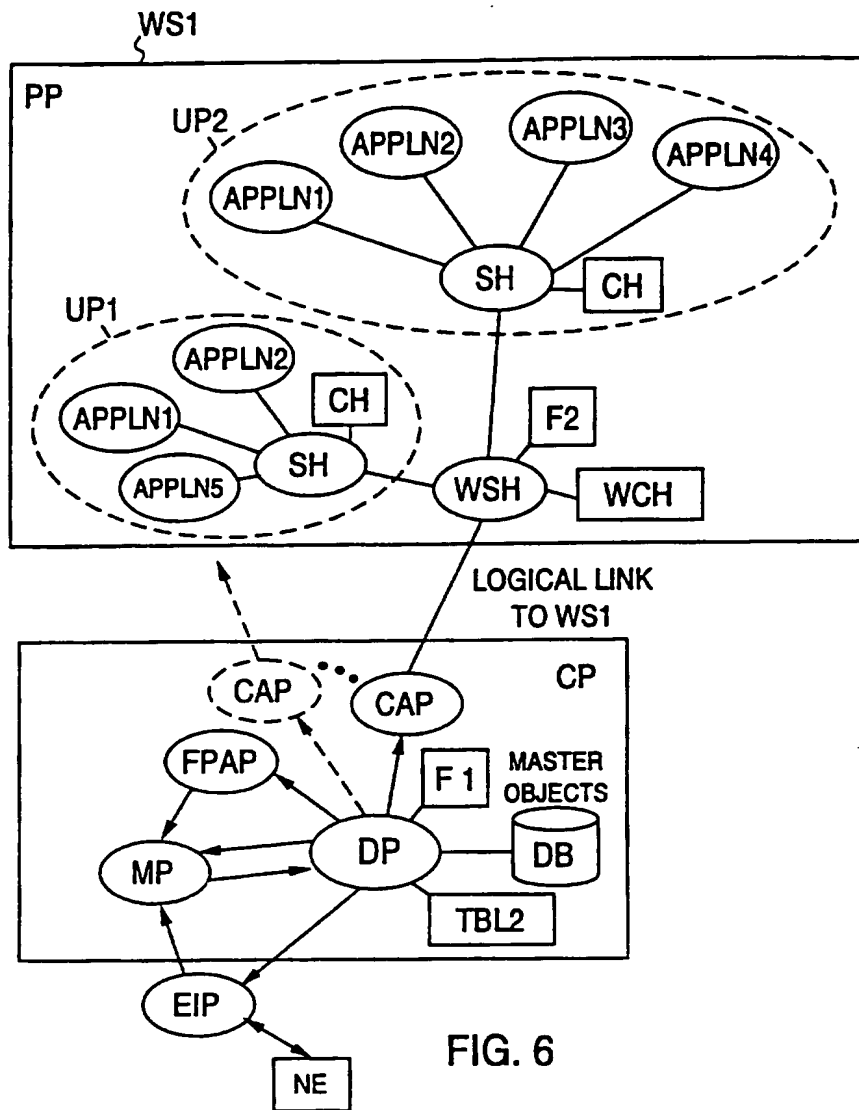 WS1
PP
UP2
APPLN1
APPLN2
APPLN3
APPLN4
SH
CH
UP1
APPLN2
APPLN1
APPLN5
CH
SH
F2
WSH
WCH
LOGICAL LINK
TO WS1
CP
CAP
CAP
FPAP
F 1
MASTER
OBJECTS
MP
DP
DB
TBL2
EIP
NE
FIG. 6